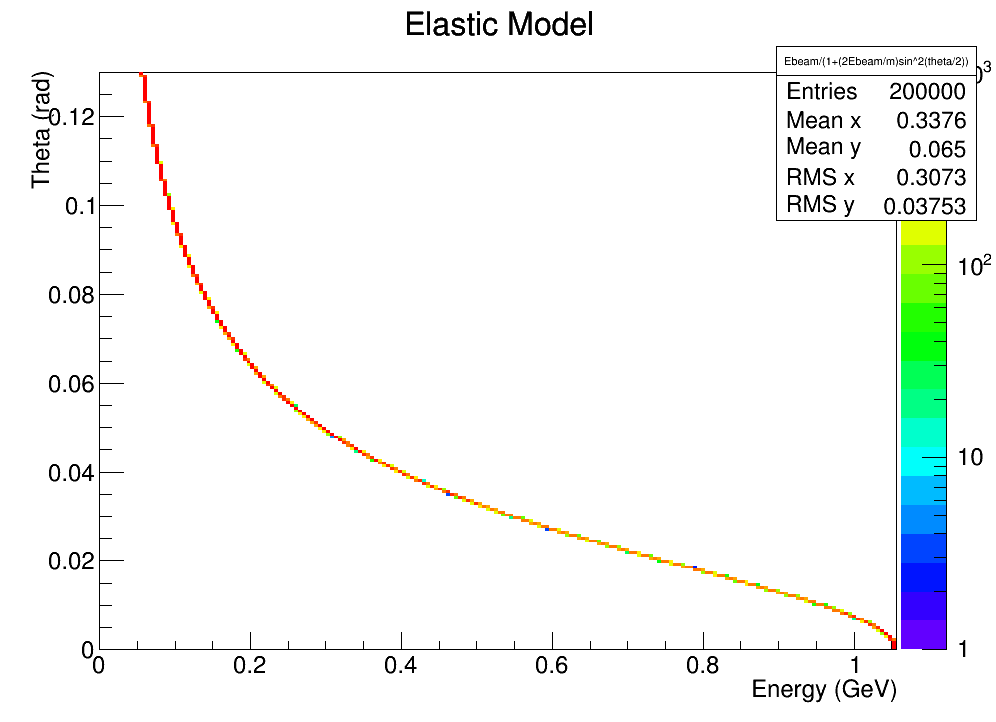 Elastic Model
Ebeam/(1+(2Ebeam/m)sin^2(theta/2))
Entries 200000
Mean x 0.3376
Mean y 0.065
RMS x 0.3073
RMS y 0.03753
Theta (rad)
0.12
0.1
0.08
0.06
0.04
0.02
0
0 0.2 0.4 0.6 0.8 1
Energy (GeV)
10²
10
1